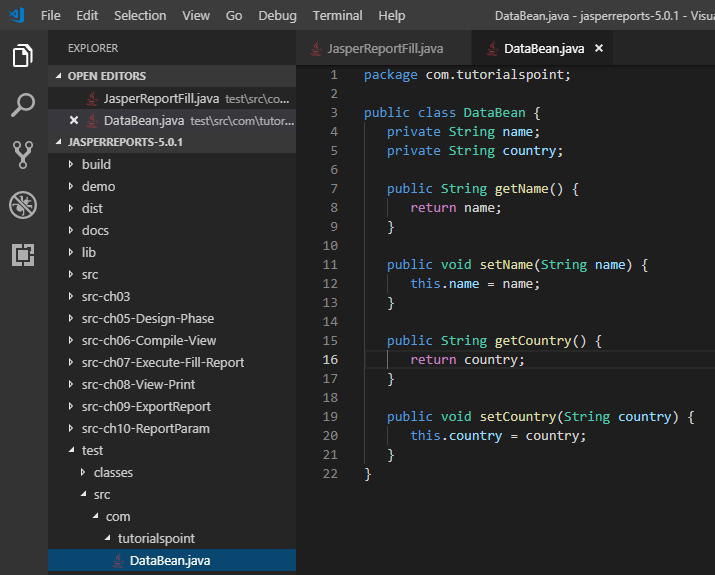 File Edit Selection View Go Debug Terminal Help DataBean.java - jasperreports-5.0.1 - Visua
EXPLORER
OPEN EDITORS
JasperReportFill.java test\src\co...
DataBean.java test\src\com\tutor...
JASPERREPORTS-5.0.1
build
demo
dist
docs
lib
src
src-ch03
src-ch05-Design-Phase
src-ch06-Compile-View
src-ch07-Execute-Fill-Report
src-ch08-View-Print
src-ch09-ExportReport
src-ch10-ReportParam
test
classes
src
com
tutorialspoint
DataBean.java
JasperReportFill.java DataBean.java
1 package com.tutorialspoint;
2
3 public class DataBean {
4 private String name;
5 private String country;
6
7 public String getName() {
8 return name;
9 }
10
11 public void setName(String name) {
12 this.name = name;
13 }
14
15 public String getCountry() {
16 return country;
17 }
18
19 public void setCountry(String country) {
20 this.country = country;
21 }
22 }